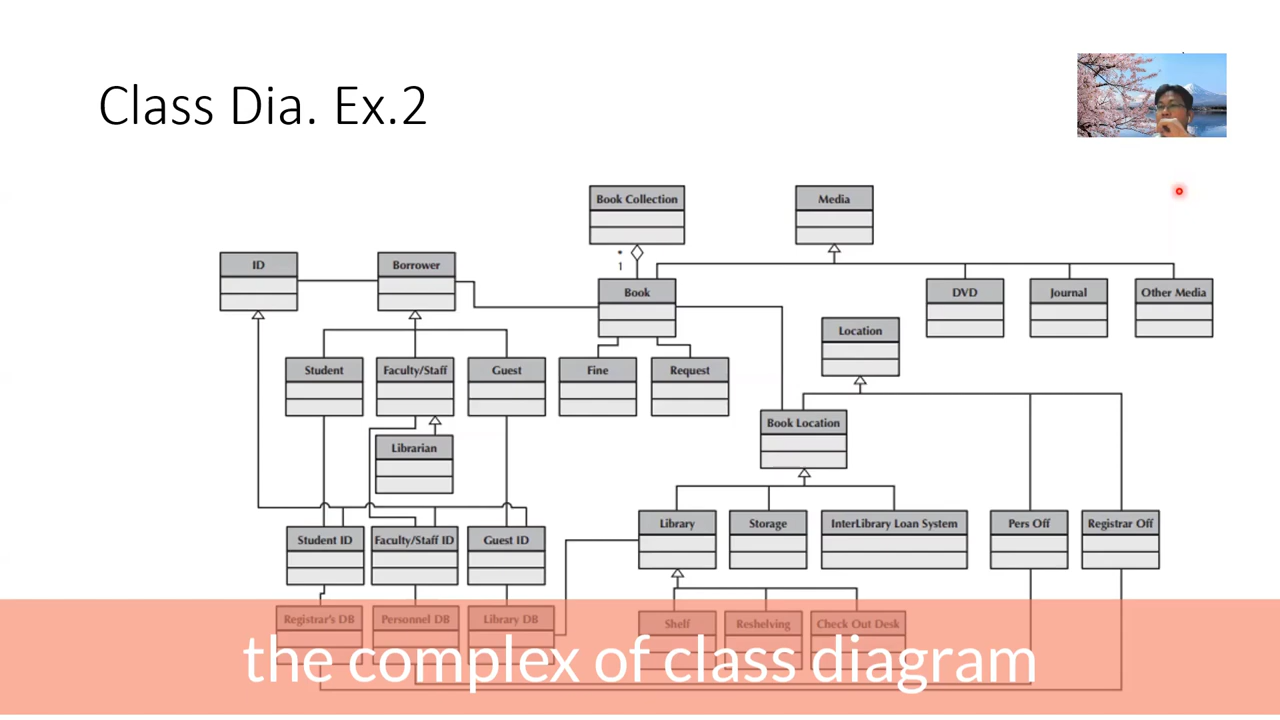 Class Dia. Ex.2
Book Collection
Media
*
1
ID
Borrower
Book
DVD
Journal
Other Media
Location
Student
Faculty/Staff
Guest
Fine
Request
Book Location
Librarian
Library
Storage
InterLibrary Loan System
Pers Off
Registrar Off
Student ID
Faculty/Staff ID
Guest ID
Registrar's DB
Personnel DB
Library DB
Shelf
Reshelving
Check Out Desk
the complex of class diagram